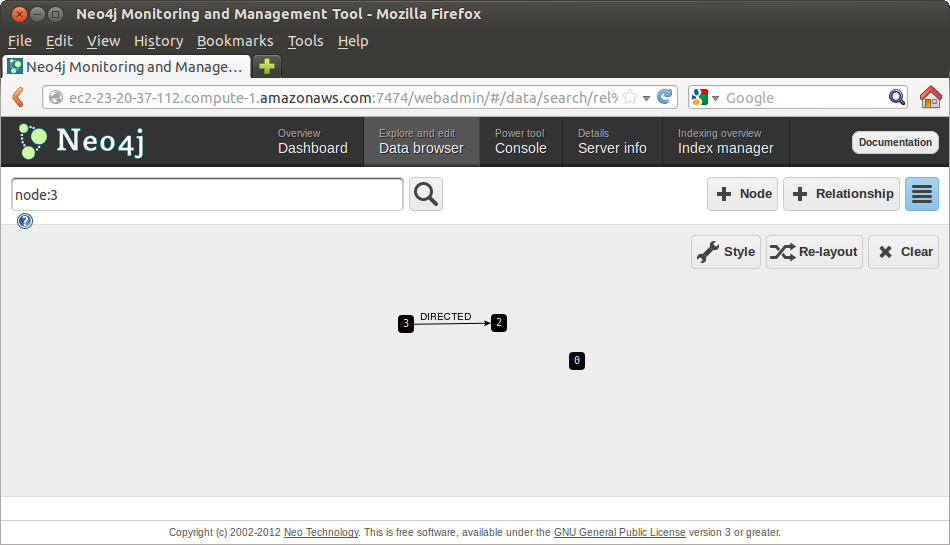 Neo4j Monitoring and Management Tool - Mozilla Firefox
File Edit View History Bookmarks Tools Help
Neo4j Monitoring and Manage...
ec2-23-20-37-112.compute-1.amazonaws.com:7474/webadmin/#/data/search/rel% Google
Neo4j
Overview Explore and edit Power tool Details Indexing overview
Dashboard Data browser Console Server info Index manager Documentation
node:3 Node Relationship
?
Style Re-layout Clear
3 DIRECTED 2
0
Copyright (c) 2002-2012 Neo Technology. This is free software, available under the GNU General Public License version 3 or greater.